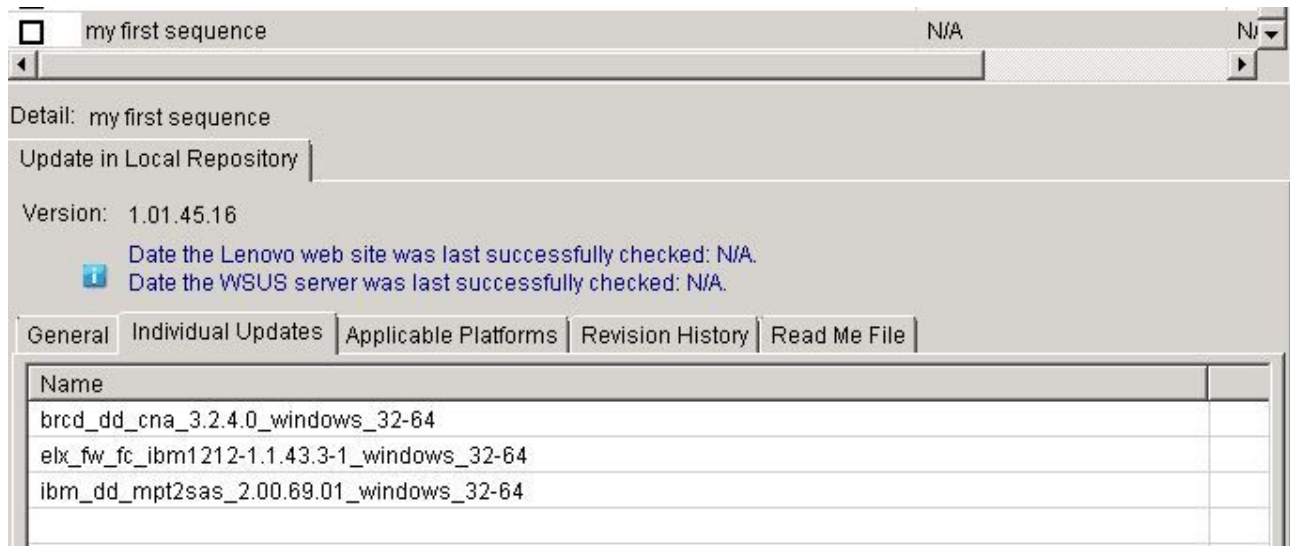 my first sequence N/A N/
Detail: my first sequence
Update in Local Repository
Version: 1.01.45.16
Date the Lenovo web site was last successfully checked: N/A.
Date the WSUS server was last successfully checked: N/A.
General Individual Updates Applicable Platforms Revision History Read Me File
Name
brcd_dd_cna_3.2.4.0_windows_32-64
elx_fw_fc_ibm1212-1.1.43.3-1_windows_32-64
ibm_dd_mpt2sas_2.00.69.01_windows_32-64